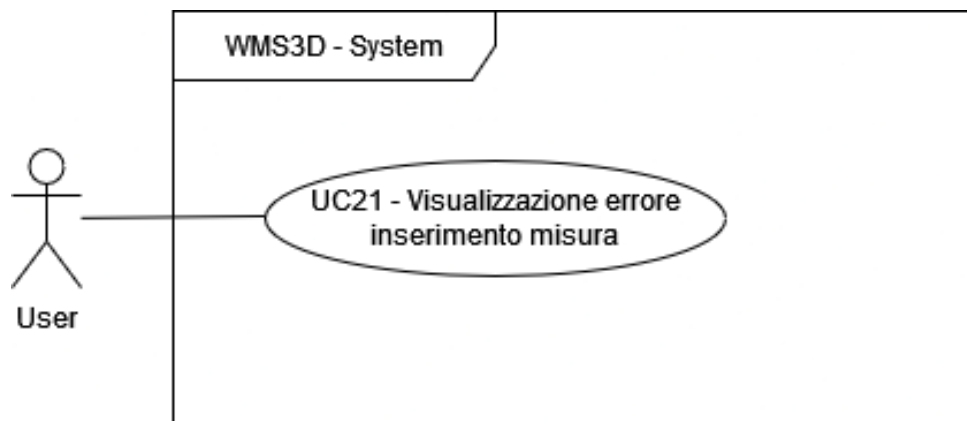 WMS3D - System
UC21 - Visualizzazione errore
inserimento misura
User